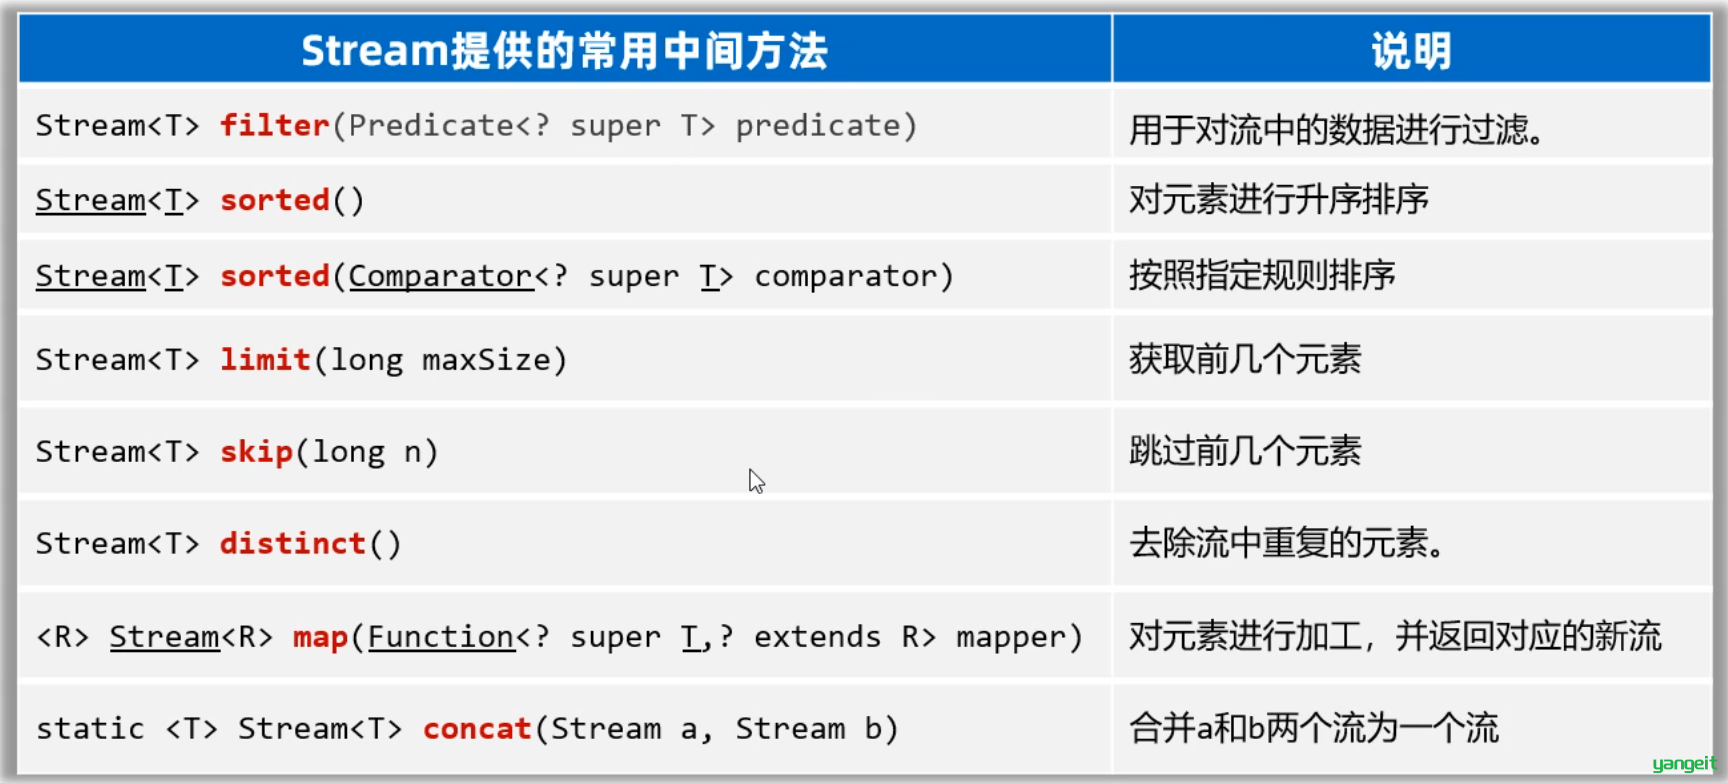 Stream提供的常用中间方法 说明
Stream<T> filter(Predicate<? super T> predicate) 用于对流中的数据进行过滤。
Stream<T> sorted() 对元素进行升序排序
Stream<T> sorted(Comparator<? super T> comparator) 按照指定规则排序
Stream<T> limit(long maxSize) 获取前几个元素
Stream<T> skip(long n) 跳过前几个元素
Stream<T> distinct() 去除流中重复的元素。
<R> Stream<R> map(Function<? super T,? extends R> mapper) 对元素进行加工，并返回对应的新流
static <T> Stream<T> concat(Stream a, Stream b) 合并a和b两个流为一个流
yangeit